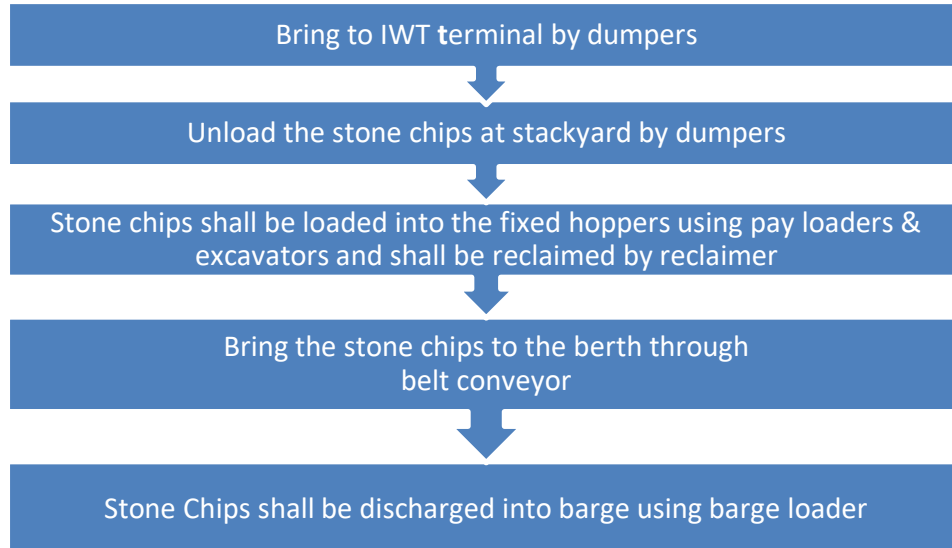 Bring to IWT terminal by dumpers
Unload the stone chips at stackyard by dumpers
Stone chips shall be loaded into the fixed hoppers using pay loaders &
excavators and shall be reclaimed by reclaimer
Bring the stone chips to the berth through
belt conveyor
Stone Chips shall be discharged into barge using barge loader